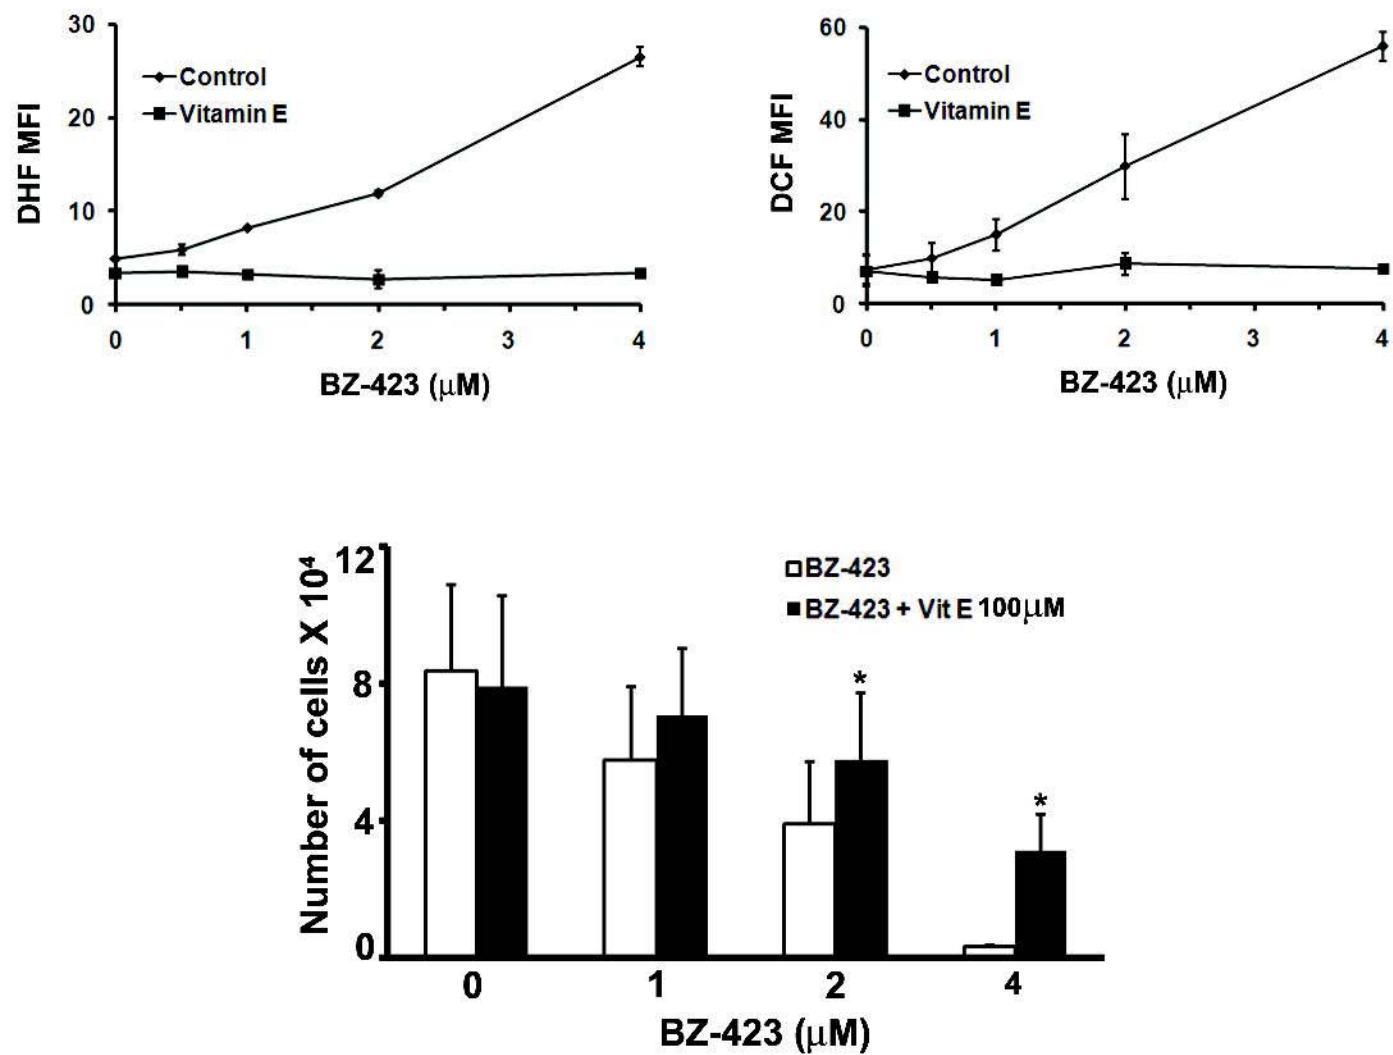 30
20
10
0
DHF MFI
Control
Vitamin E
0 1 2 3 4
BZ-423 (μM)
60
40
20
0
DCF MFI
Control
Vitamin E
0 1 2 3 4
BZ-423 (μM)
12
8
4
0
Number of cells X 10⁴
BZ-423
BZ-423 + Vit E 100μM
*
*
0 1 2 4
BZ-423 (μM)